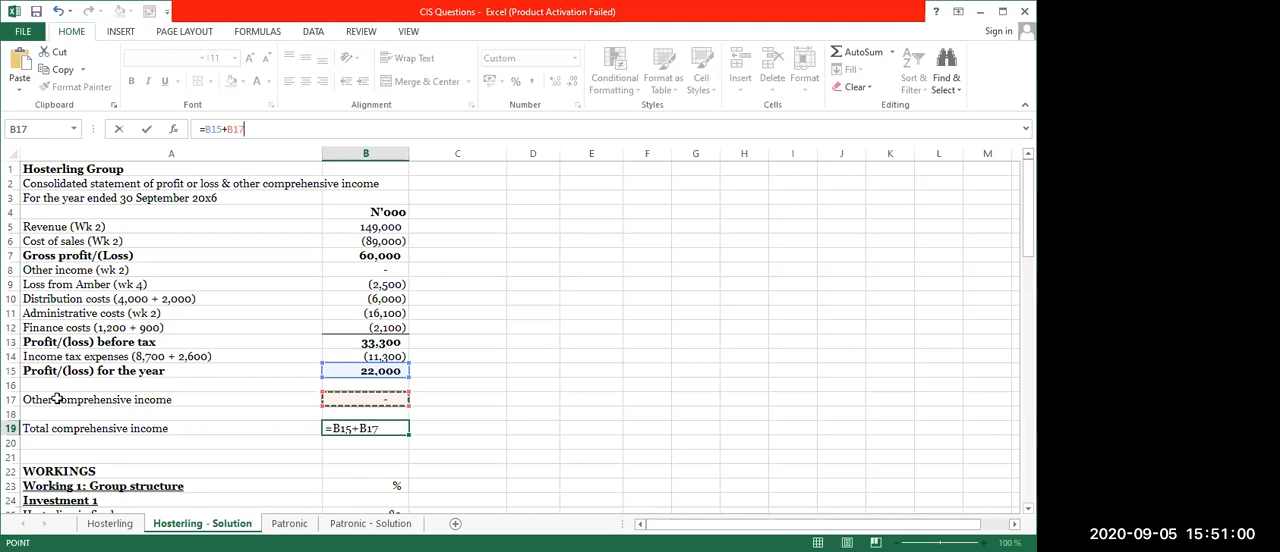 CIS Questions - Excel (Product Activation Failed)
FILE HOME INSERT PAGE LAYOUT FORMULAS DATA REVIEW VIEW Sign in
Paste
Cut
Copy
Format Painter
11
B I U A
Wrap Text
Merge & Center
Custom
%
Conditional Formatting
Format as Table
Cell Styles
Insert Delete Format
AutoSum
Fill
Clear
Sort & Filter
Find & Select
Clipboard Font Alignment Number Styles Cells Editing
B17 fx =B15+B17
A B C D E F G H I J K L M
1 Hosterling Group
2 Consolidated statement of profit or loss & other comprehensive income
3 For the year ended 30 September 20x6
4 N'000
5 Revenue (Wk 2) 149,000
6 Cost of sales (Wk 2) (89,000)
7 Gross profit/(Loss) 60,000
8 Other income (wk 2) -
9 Loss from Amber (wk 4) (2,500)
10 Distribution costs (4,000 + 2,000) (6,000)
11 Administrative costs (wk 2) (16,100)
12 Finance costs (1,200 + 900) (2,100)
13 Profit/(loss) before tax 33,300
14 Income tax expenses (8,700 + 2,600) (11,300)
15 Profit/(loss) for the year 22,000
16
17 Other comprehensive income -
18
19 Total comprehensive income =B15+B17
20
21
22 WORKINGS
23 Working 1: Group structure %
24 Investment 1
Hosterling Hosterling - Solution Patronic Patronic - Solution
POINT 100 %
2020-09-05 15:51:00